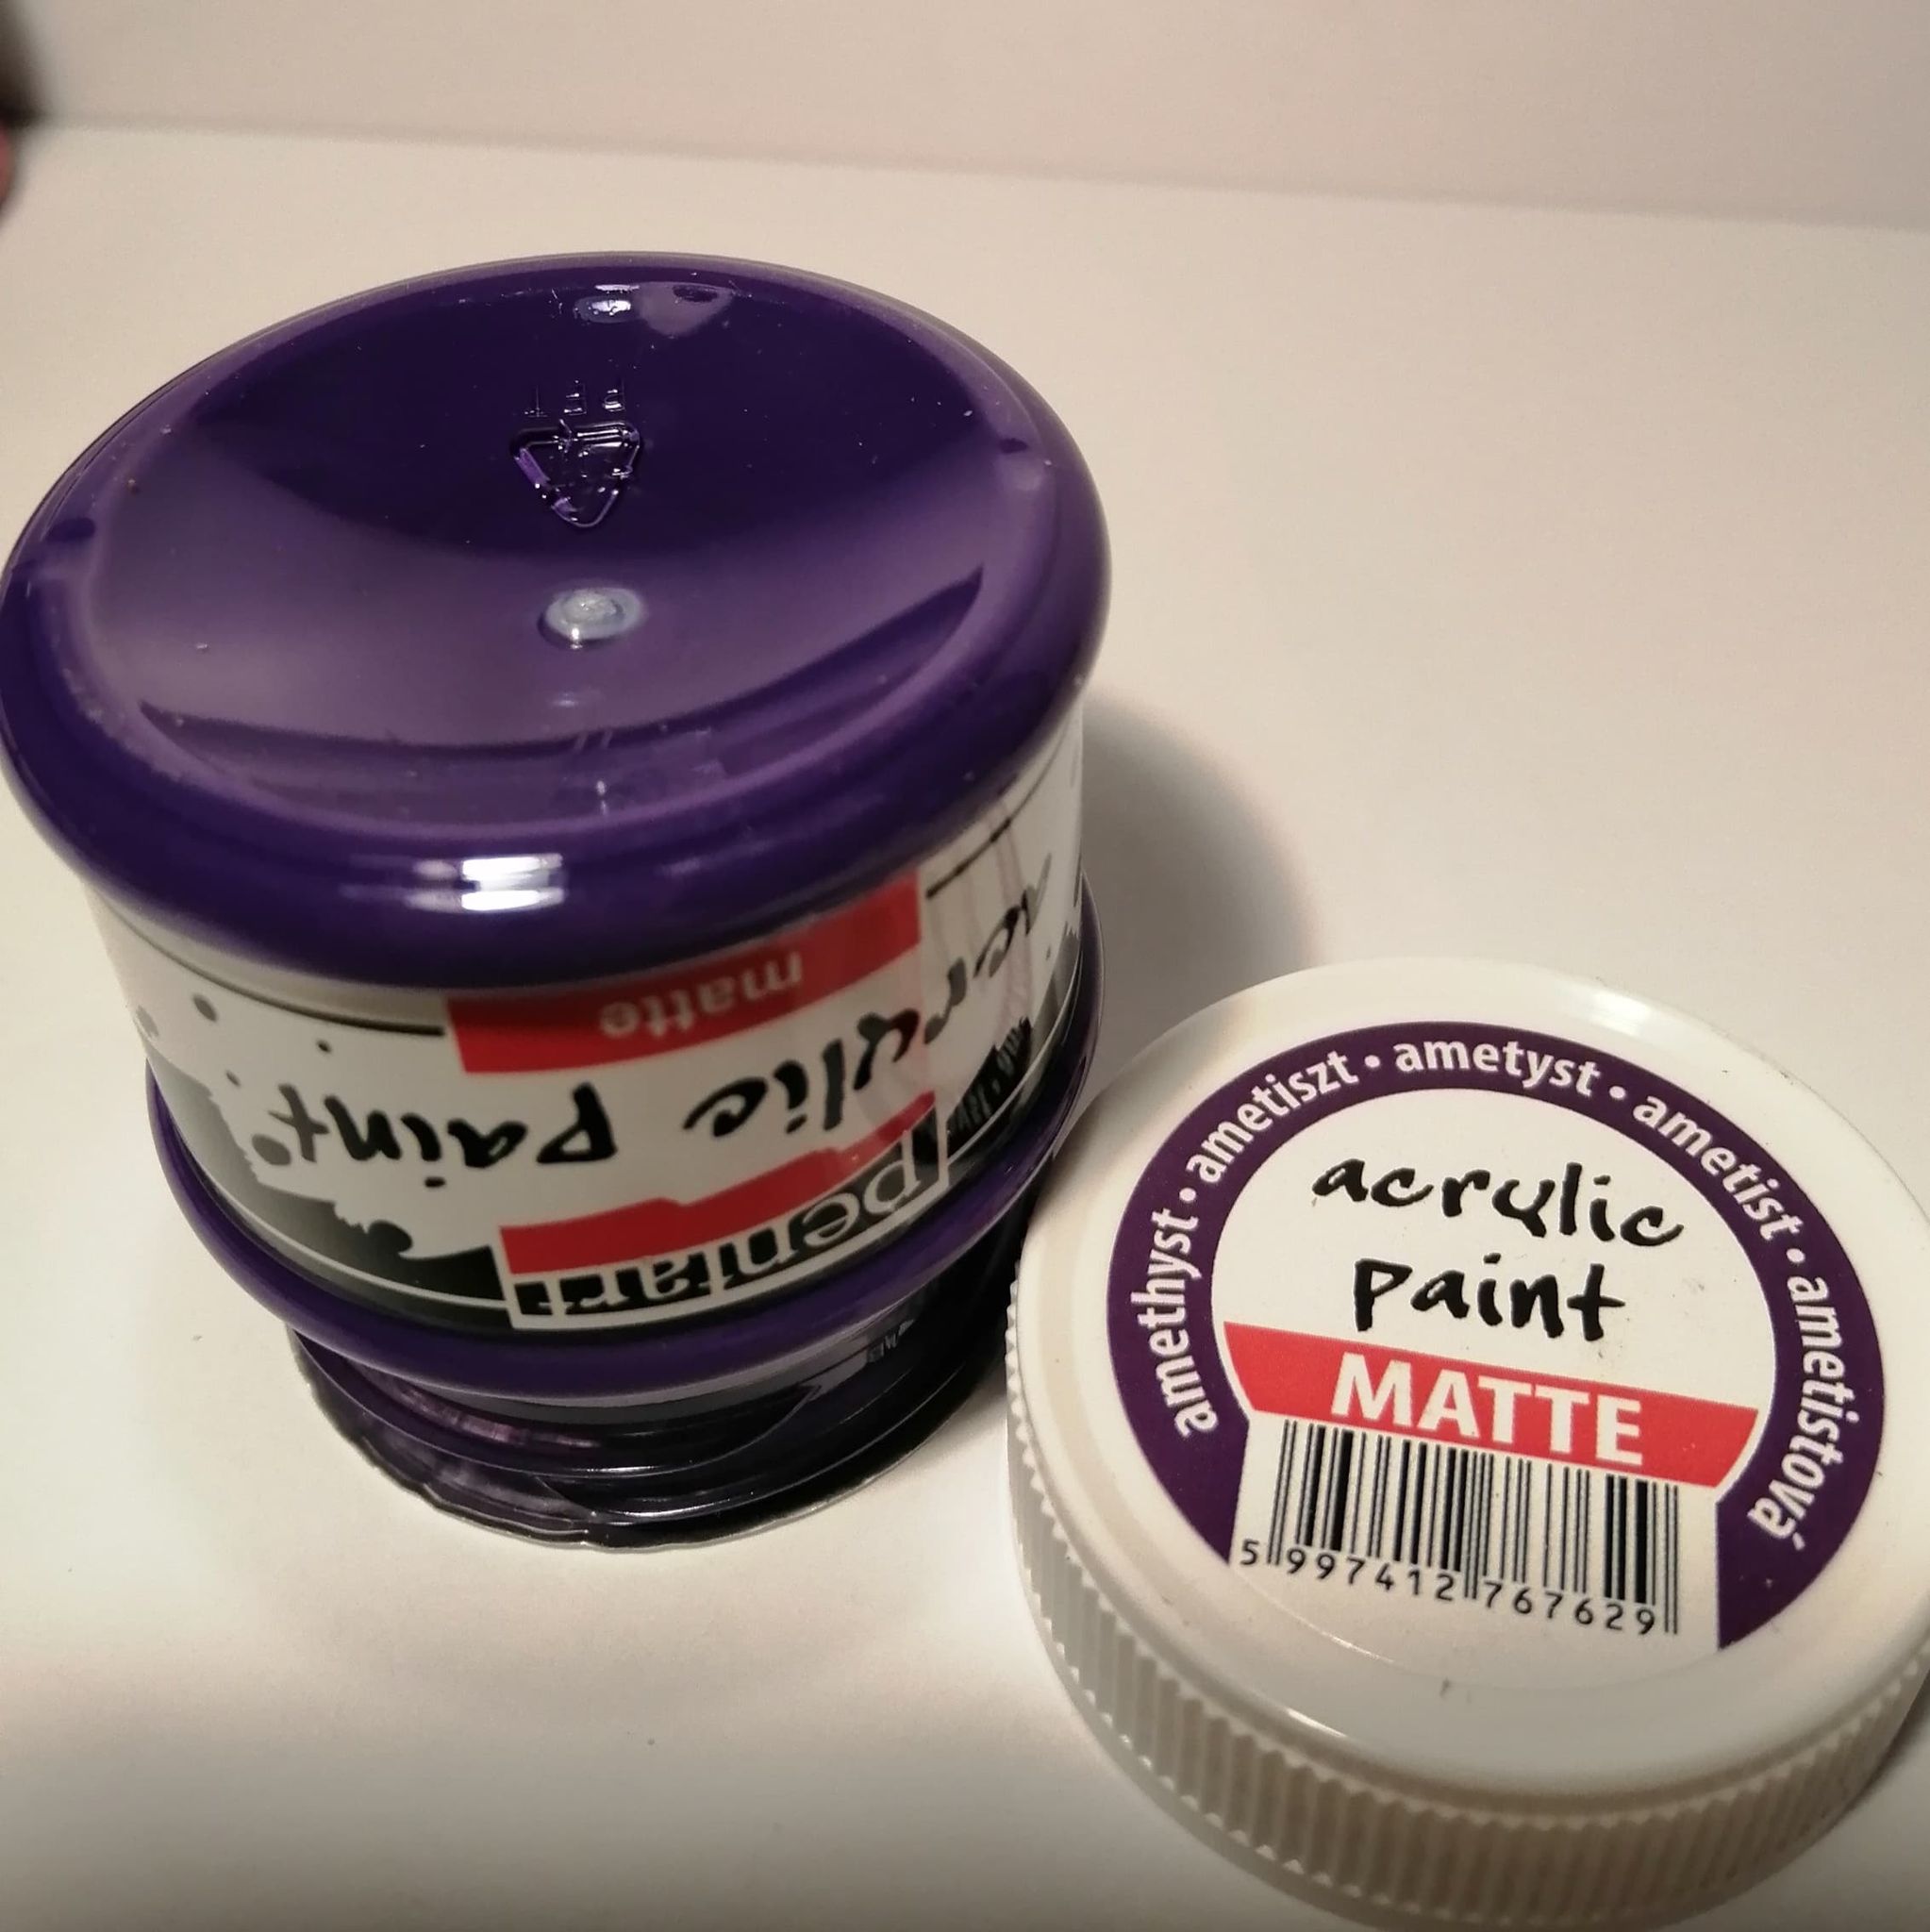 PET
matte
acrylic paint
pentart
amethyst • ametiszt • ametyst • ametist • ametistová
acrylic
paint
MATTE
5 997412 767629